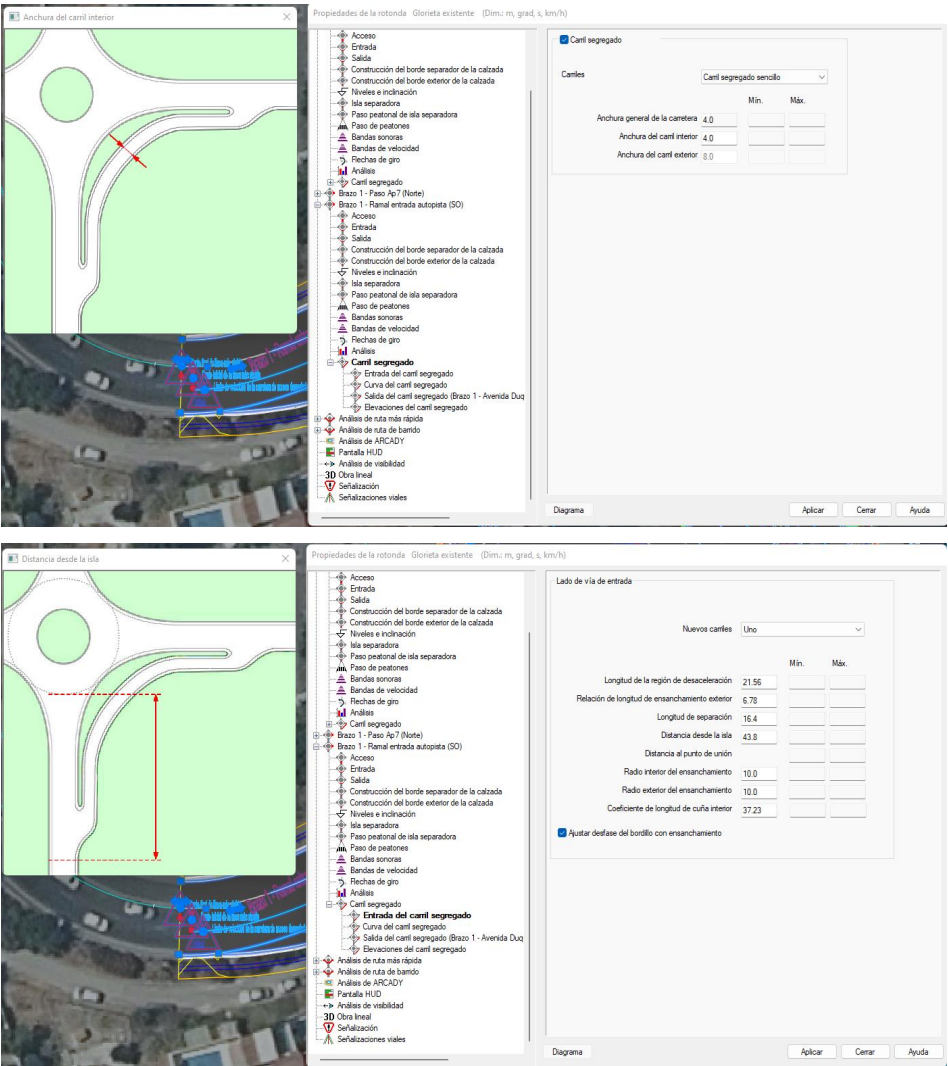 Anchura del carril interior
Propiedades de la rotonda Glorieta existente (Dim.: m, grad, s, km/h)
Acceso
Entrada
Salida
Construcción del borde separador de la calzada
Construcción del borde exterior de la calzada
Niveles e inclinación
Isla separadora
Paso peatonal de isla separadora
Paso de peatones
Bandas sonoras
Bandas de velocidad
Flechas de giro
Análisis
Carril segregado
Brazo 1 - Paso Ap7 (Norte)
Brazo 1 - Ramal entrada autopista (SO)
Acceso
Entrada
Salida
Construcción del borde separador de la calzada
Construcción del borde exterior de la calzada
Niveles e inclinación
Isla separadora
Paso peatonal de isla separadora
Paso de peatones
Bandas sonoras
Bandas de velocidad
Flechas de giro
Análisis
Carril segregado
Entrada del carril segregado
Curva del carril segregado
Salida del carril segregado (Brazo 1 - Avenida Duq
Elevaciones del carril segregado
Análisis de ruta más rápida
Análisis de ruta de barrido
Análisis de ARCADY
Pantalla HUD
Análisis de visibilidad
3D Obra lineal
Señalización
Señalizaciones viales
Carril segregado
Carriles Carril segregado sencillo
Mín. Máx.
Anchura general de la carretera 4.0
Anchura del carril interior 4.0
Anchura del carril exterior 8.0
Diagrama Aplicar Cerrar Ayuda
Distancia desde la isla
Propiedades de la rotonda Glorieta existente (Dim.: m, grad, s, km/h)
Acceso
Entrada
Salida
Construcción del borde separador de la calzada
Construcción del borde exterior de la calzada
Niveles e inclinación
Isla separadora
Paso peatonal de isla separadora
Paso de peatones
Bandas sonoras
Bandas de velocidad
Flechas de giro
Análisis
Carril segregado
Brazo 1 - Paso Ap7 (Norte)
Brazo 1 - Ramal entrada autopista (SO)
Acceso
Entrada
Salida
Construcción del borde separador de la calzada
Construcción del borde exterior de la calzada
Niveles e inclinación
Isla separadora
Paso peatonal de isla separadora
Paso de peatones
Bandas sonoras
Bandas de velocidad
Flechas de giro
Análisis
Carril segregado
Entrada del carril segregado
Curva del carril segregado
Salida del carril segregado (Brazo 1 - Avenida Duq
Elevaciones del carril segregado
Análisis de ruta más rápida
Análisis de ruta de barrido
Análisis de ARCADY
Pantalla HUD
Análisis de visibilidad
3D Obra lineal
Señalización
Señalizaciones viales
Lado de vía de entrada
Nuevos carriles Uno
Mín. Máx.
Longitud de la región de desaceleración 21.56
Relación de longitud de ensanchamiento exterior 6.78
Longitud de separación 16.4
Distancia desde la isla 43.8
Distancia al punto de unión
Radio interior del ensanchamiento 10.0
Radio exterior del ensanchamiento 10.0
Coeficiente de longitud de cuña interior 37.23
Ajustar desfase del bordillo con ensanchamiento
Diagrama Aplicar Cerrar Ayuda